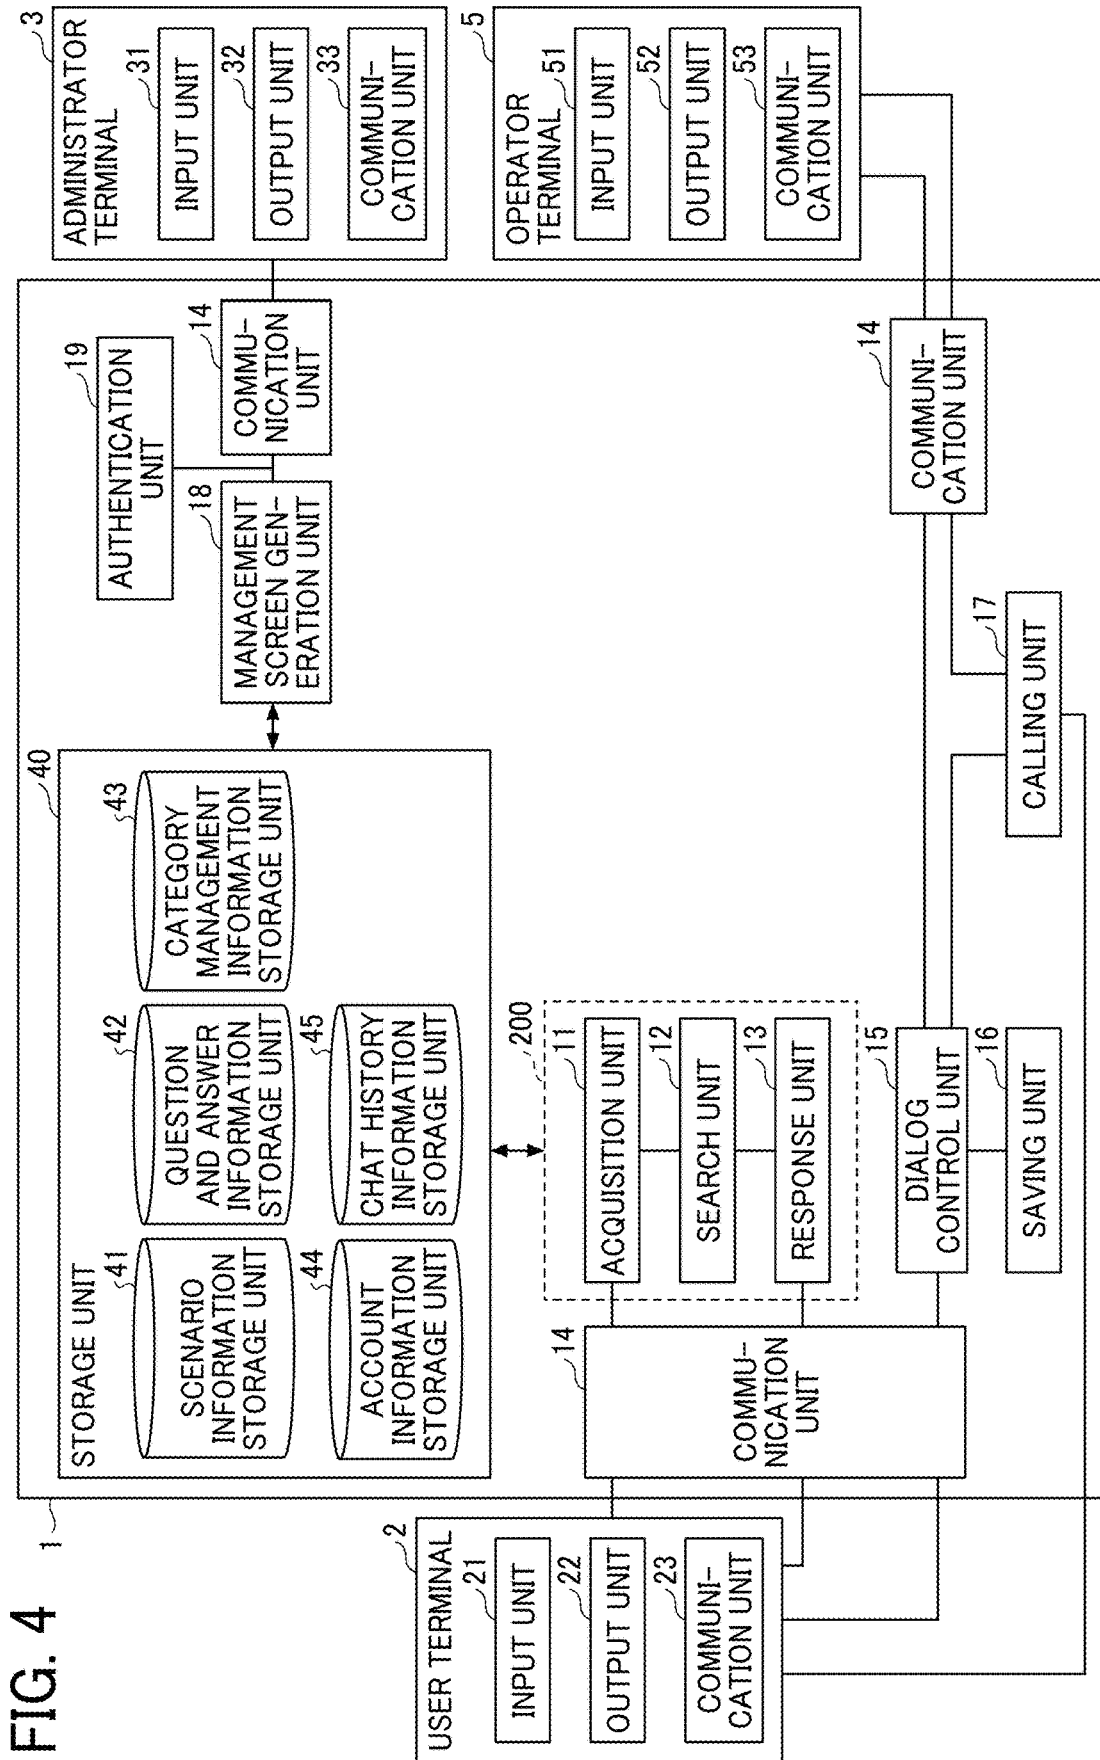 FIG. 4
1
USER TERMINAL
2
INPUT UNIT
21
OUTPUT UNIT
22
COMMUNI-
CATION UNIT
23
STORAGE UNIT
40
SCENARIO
INFORMATION
STORAGE UNIT
41
QUESTION
AND ANSWER
INFORMATION
STORAGE UNIT
42
CATEGORY
MANAGEMENT
INFORMATION
STORAGE UNIT
43
ACCOUNT
INFORMATION
STORAGE UNIT
44
CHAT HISTORY
INFORMATION
STORAGE UNIT
45
COMMU-
NICATION
UNIT
14
200
ACQUISITION UNIT
11
SEARCH UNIT
12
RESPONSE UNIT
13
DIALOG
CONTROL UNIT
15
SAVING UNIT
16
CALLING UNIT
17
MANAGEMENT
SCREEN GEN-
ERATION UNIT
18
AUTHENTICATION
UNIT
19
COMMU-
NICATION
UNIT
14
COMMUNI-
CATION UNIT
14
ADMINISTRATOR
TERMINAL
3
INPUT UNIT
31
OUTPUT UNIT
32
COMMUNI-
CATION UNIT
33
OPERATOR
TERMINAL
5
INPUT UNIT
51
OUTPUT UNIT
52
COMMUNI-
CATION UNIT
53